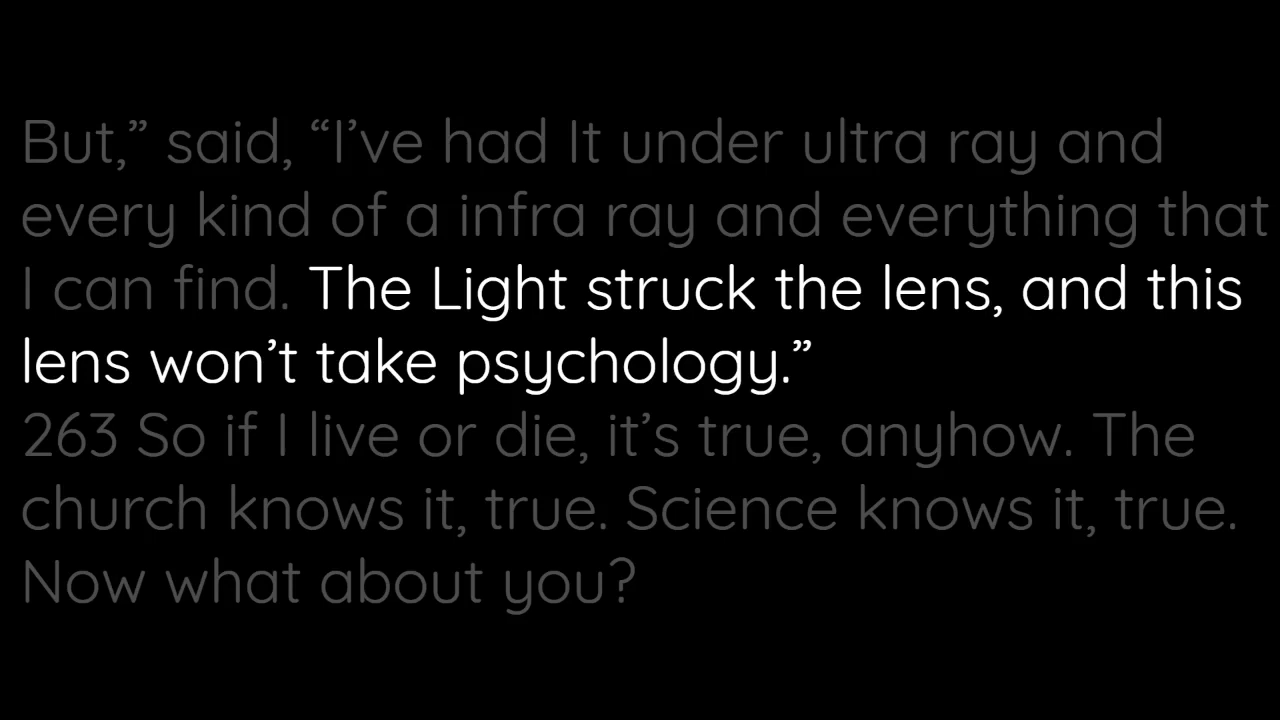 But,” said, “I’ve had It under ultra ray and
every kind of a infra ray and everything that
I can find. The Light struck the lens, and this
lens won’t take psychology.”
263 So if I live or die, it’s true, anyhow. The
church knows it, true. Science knows it, true.
Now what about you?